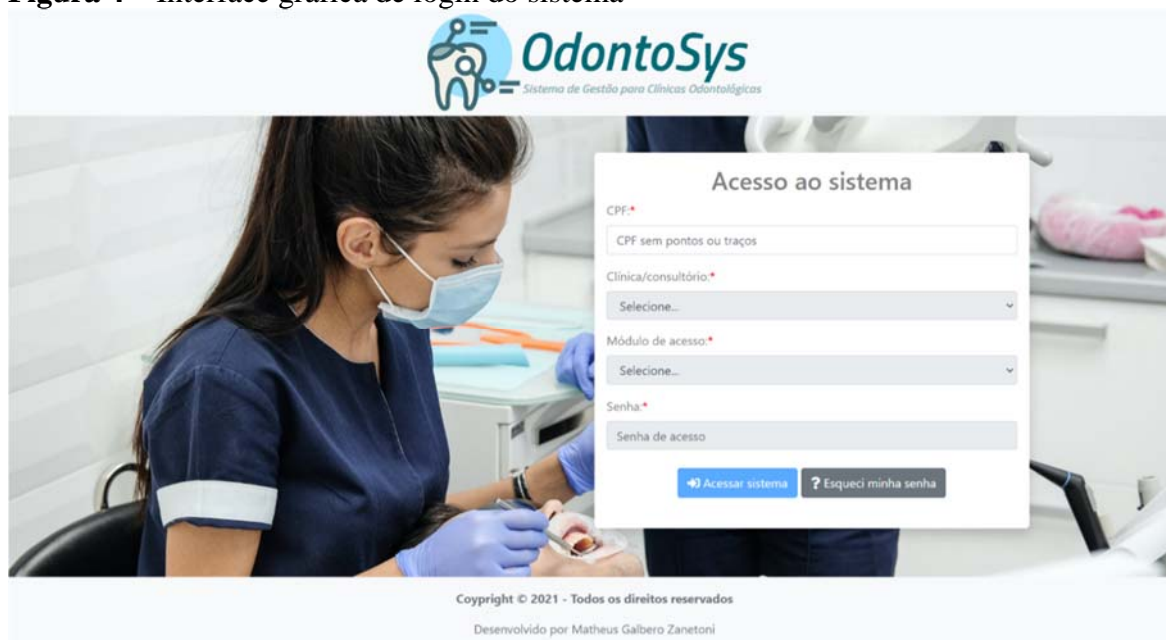 OdontoSys
Sistema de Gestão para Clínicas Odontológicas
Acesso ao sistema
CPF:*
CPF sem pontos ou traços
Clínica/consultório:*
Selecione...
Módulo de acesso:*
Selecione...
Senha:*
Senha de acesso
Acessar sistema ? Esqueci minha senha
Coypright © 2021 - Todos os direitos reservados
Desenvolvido por Matheus Galbero Zanetoni